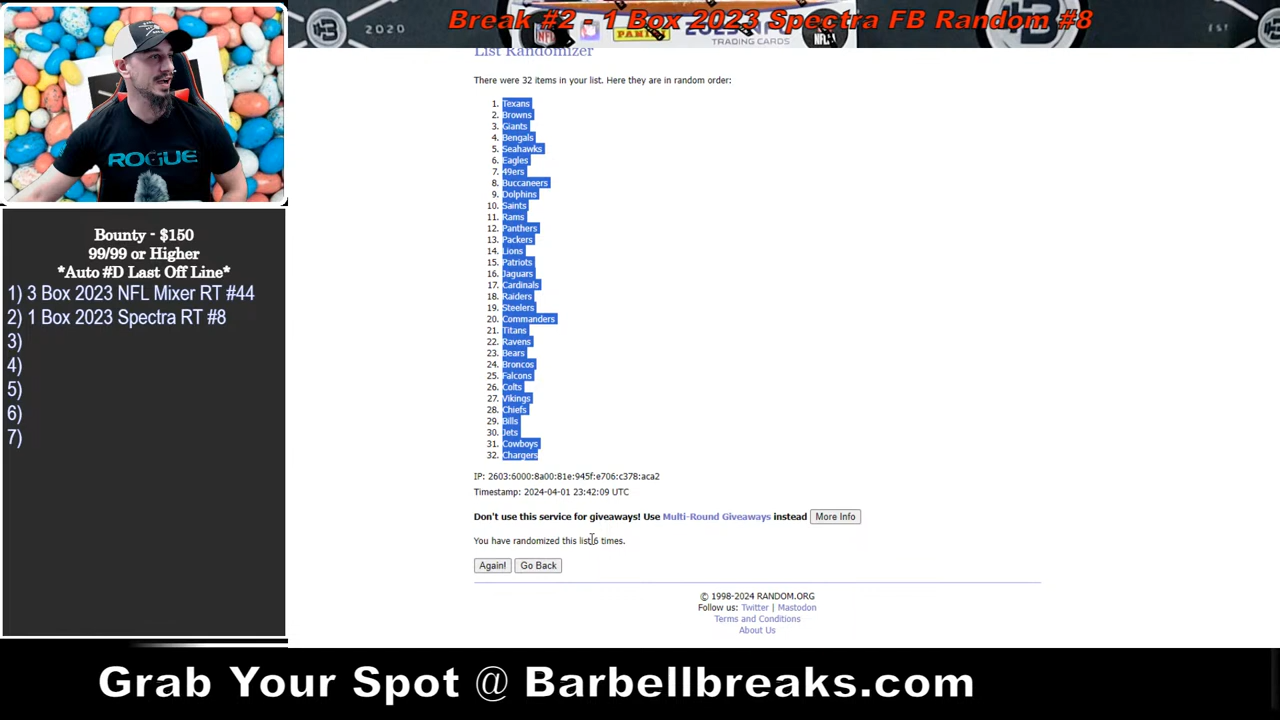 Break #2 - 1 Box 2023 Spectra FB Random #8
2020
PANINI
TRADING CARDS
EST
ROGUE
Bounty - $150
99/99 or Higher
*Auto #D Last Off Line*
1) 3 Box 2023 NFL Mixer RT #44
2) 1 Box 2023 Spectra RT #8
3)
4)
5)
6)
7)
List Randomizer
There were 32 items in your list. Here they are in random order:
1. Texans
2. Browns
3. Giants
4. Bengals
5. Seahawks
6. Eagles
7. 49ers
8. Buccaneers
9. Dolphins
10. Saints
11. Rams
12. Panthers
13. Packers
14. Lions
15. Patriots
16. Jaguars
17. Cardinals
18. Raiders
19. Steelers
20. Commanders
21. Titans
22. Ravens
23. Bears
24. Broncos
25. Falcons
26. Colts
27. Vikings
28. Chiefs
29. Bills
30. Jets
31. Cowboys
32. Chargers
IP: 2603:6000:8a00:81e:945f:e706:c378:aca2
Timestamp: 2024-04-01 23:42:09 UTC
Don't use this service for giveaways! Use Multi-Round Giveaways instead More Info
You have randomized this list 6 times.
Again! Go Back
© 1998-2024 RANDOM.ORG
Follow us: Twitter | Mastodon
Terms and Conditions
About Us
Grab Your Spot @ Barbellbreaks.com